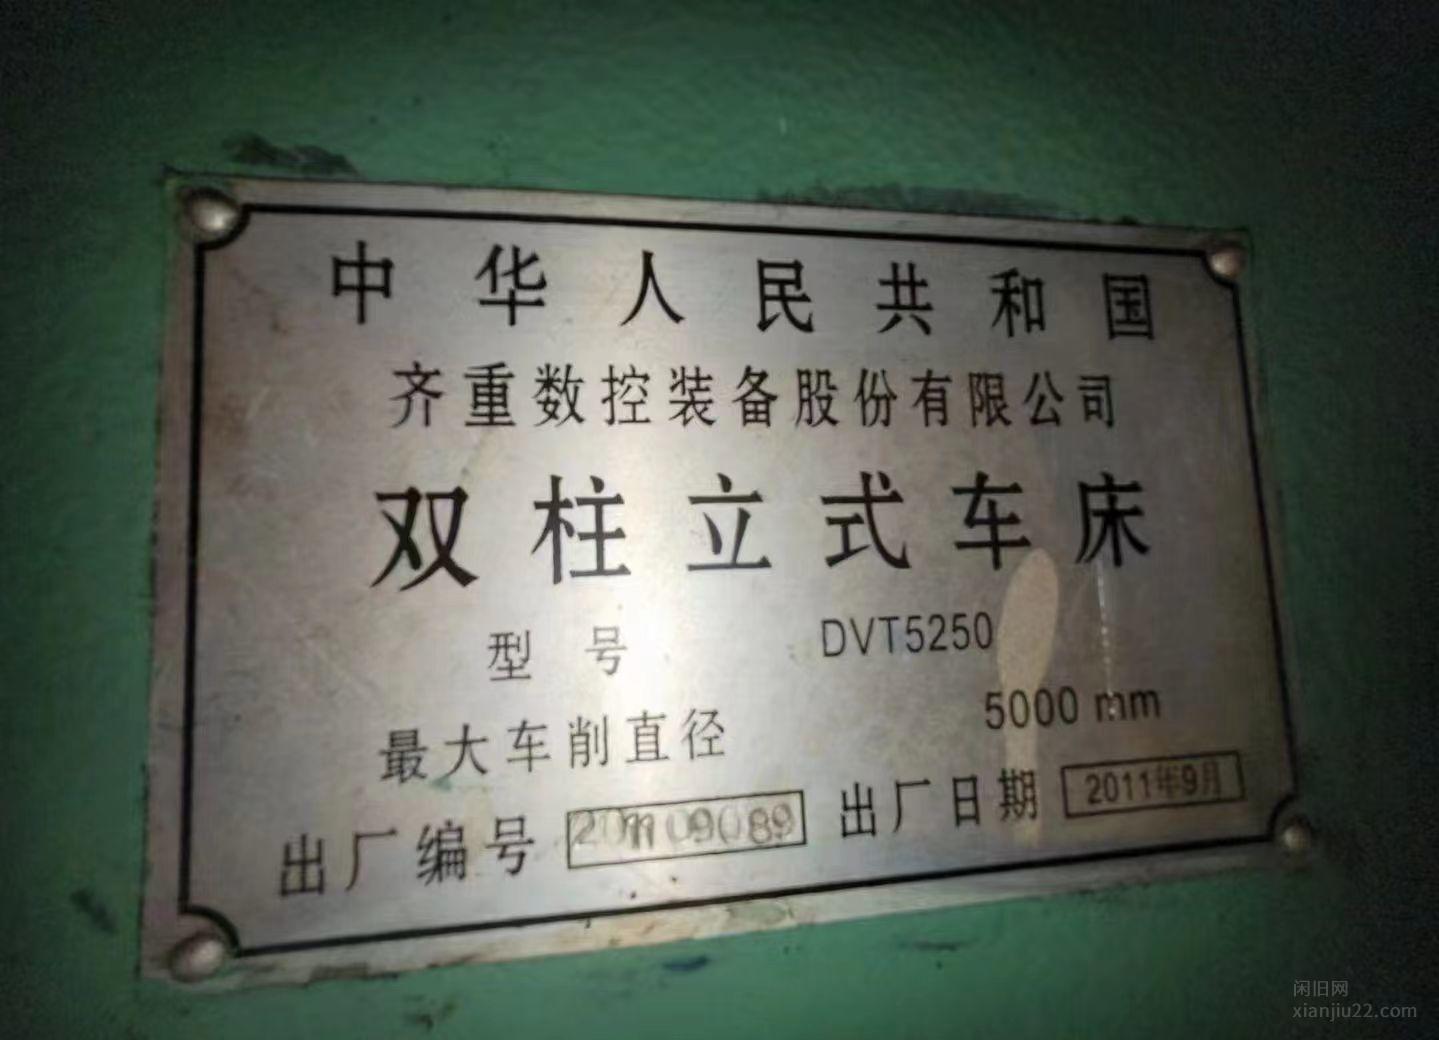 中华人民共和国
齐重数控装备股份有限公司
双柱立式车床
型号 DVT5250
最大车削直径 5000 mm
出厂编号 201109089 出厂日期 2011年9月
闲旧网
xianjiu22.com